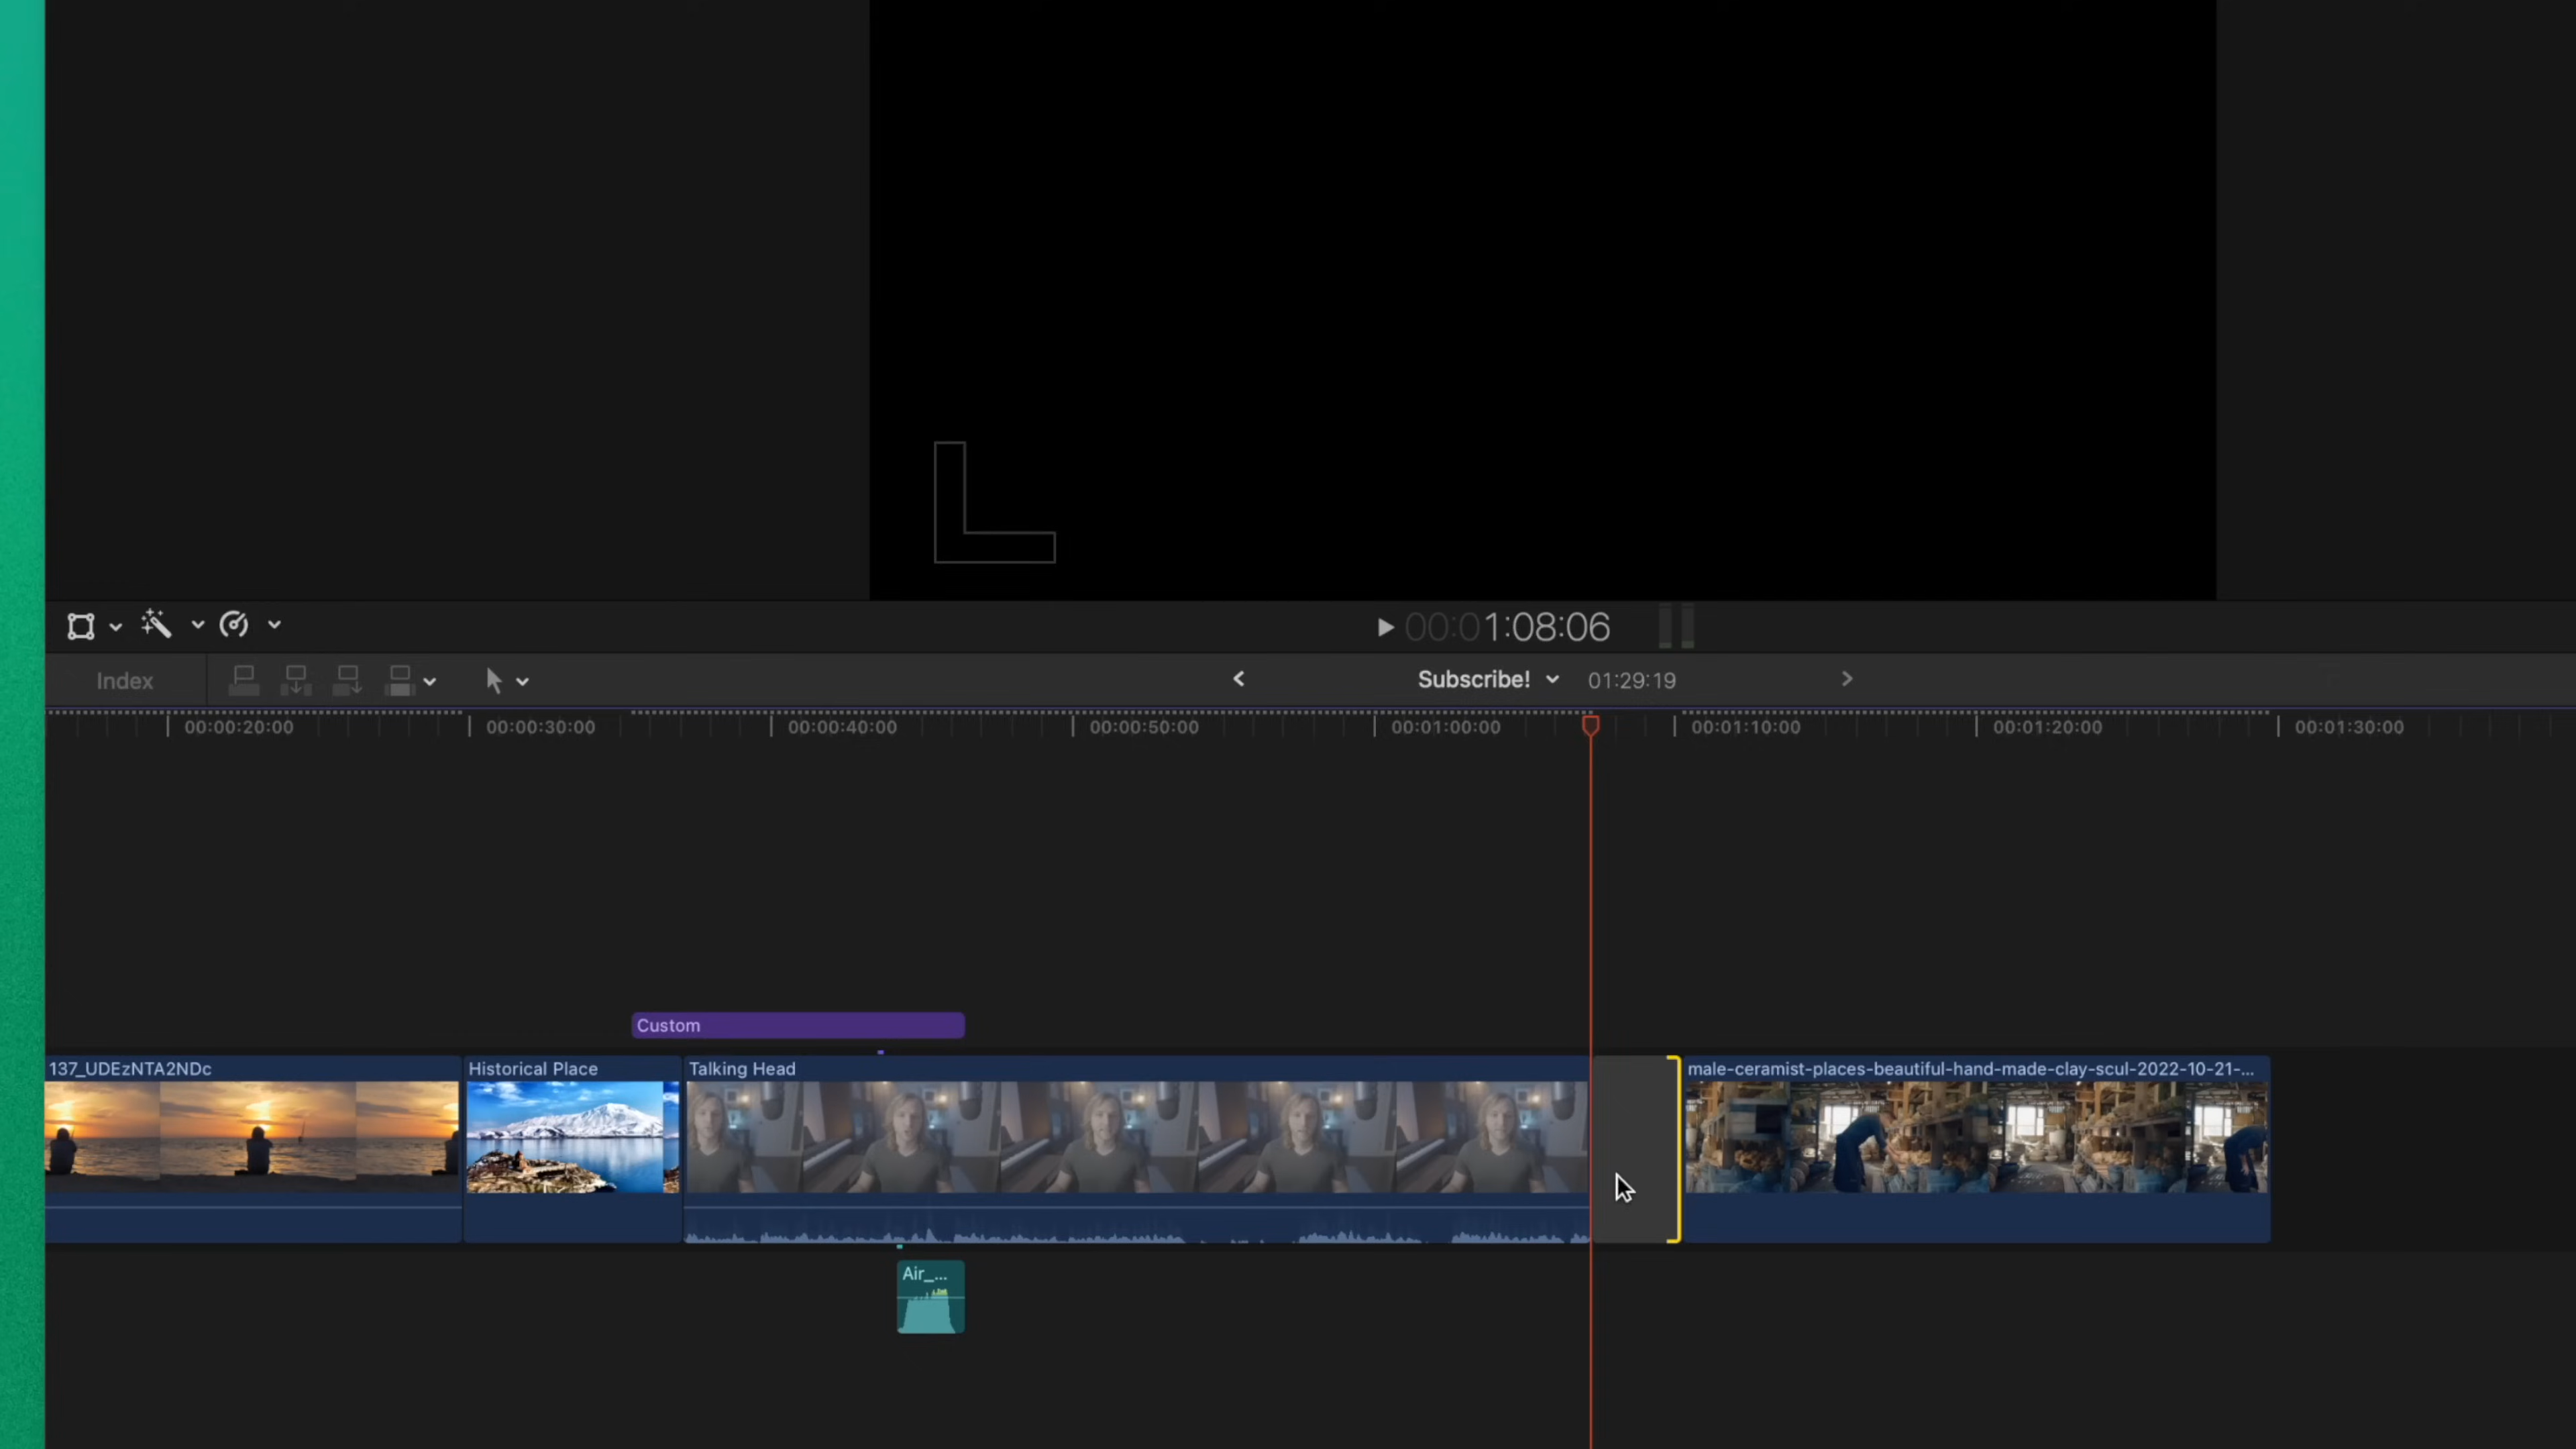 00:01:08:06
Index
Subscribe!
01:29:19
00:00:20:00
00:00:30:00
00:00:40:00
00:00:50:00
00:01:00:00
00:01:10:00
00:01:20:00
00:01:30:00
Custom
137_UDEzNTA2NDc
Historical Place
Talking Head
male-ceramist-places-beautiful-hand-made-clay-scul-2022-10-21-...
Air_...